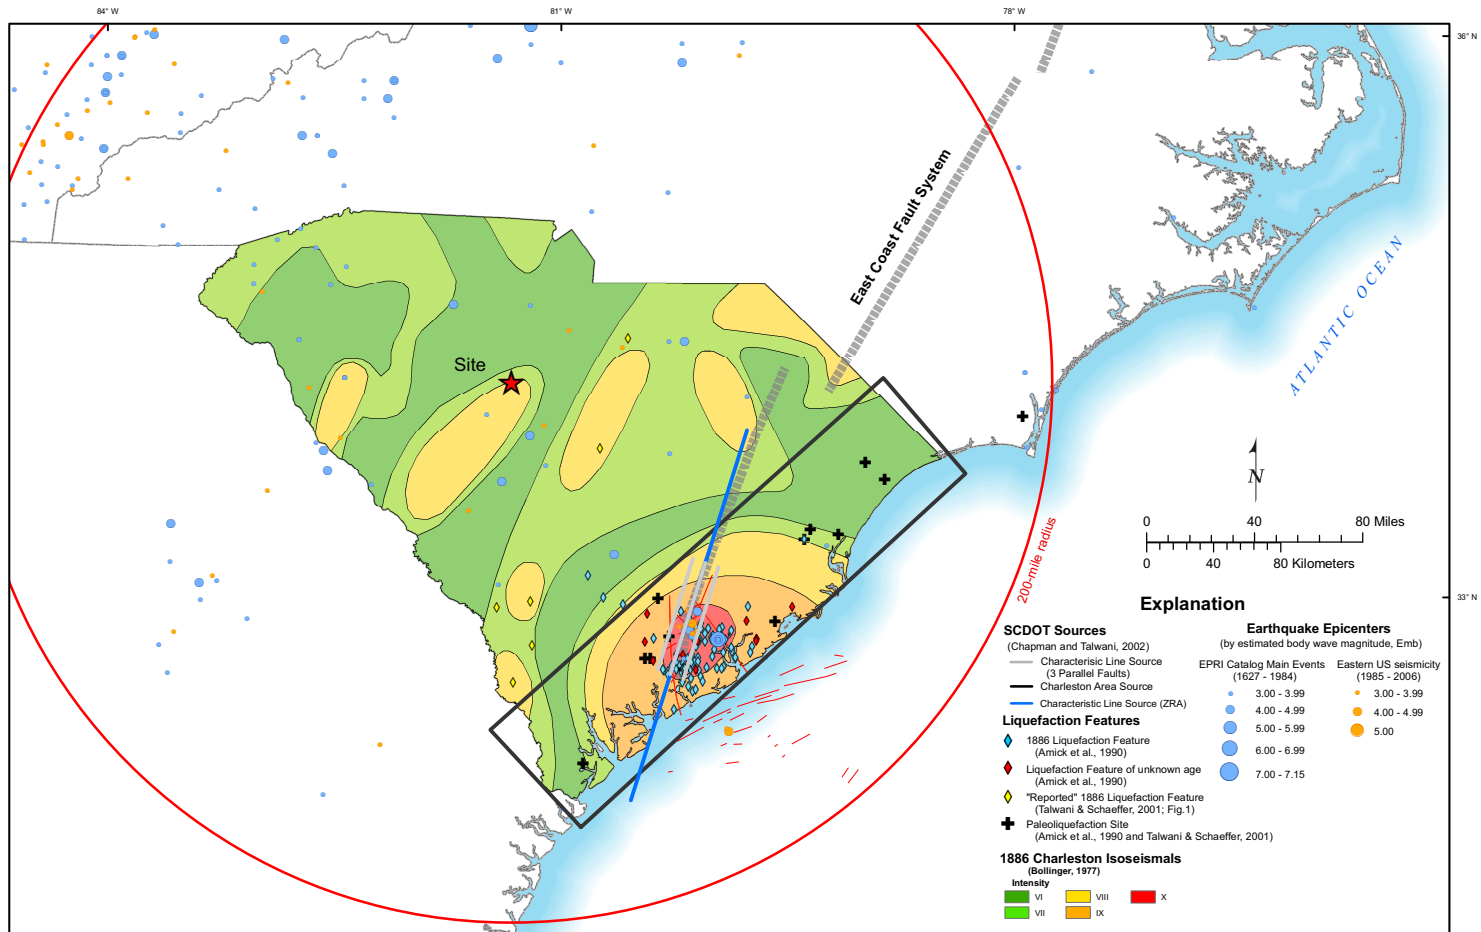 84° W
81° W
78° W
36° N
East Coast Fault System
ATLANTIC OCEAN
Site
N
0 40 80 Miles
0 40 80 Kilometers
200-mile radius
33° N
Explanation
SCDOT Sources
(Chapman and Talwani, 2002)
Characterisic Line Source
(3 Parallel Faults)
Charleston Area Source
Characteristic Line Source (ZRA)
Liquefaction Features
1886 Liquefaction Feature
(Amick et al., 1990)
Liquefaction Feature of unknown age
(Amick et al., 1990)
"Reported" 1886 Liquefaction Feature
(Talwani & Schaeffer, 2001; Fig.1)
Paleoliquefaction Site
(Amick et al., 1990 and Talwani & Schaeffer, 2001)
1886 Charleston Isoseismals
(Bollinger, 1977)
Intensity
VI VIII X
VII IX
Earthquake Epicenters
(by estimated body wave magnitude, Emb)
EPRI Catalog Main Events
(1627 - 1984)
3.00 - 3.99
4.00 - 4.99
5.00 - 5.99
6.00 - 6.99
7.00 - 7.15
Eastern US seismicity
(1985 - 2006)
3.00 - 3.99
4.00 - 4.99
5.00